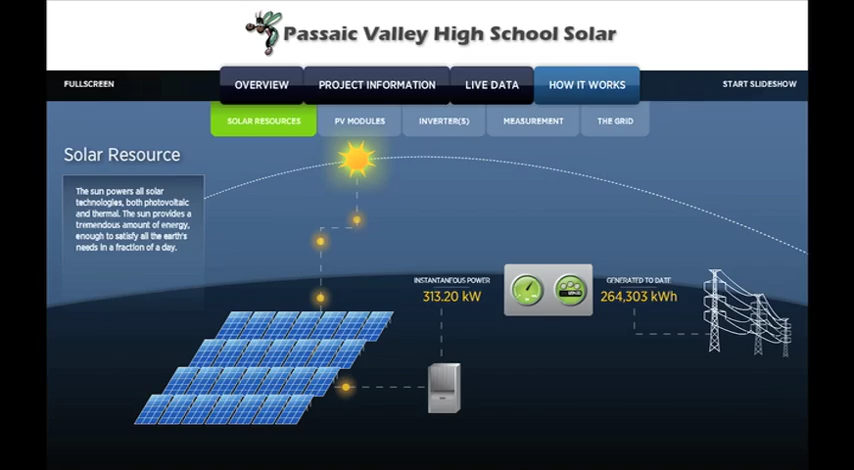 Passaic Valley High School Solar
FULLSCREEN
OVERVIEW
PROJECT INFORMATION
LIVE DATA
HOW IT WORKS
START SLIDESHOW
SOLAR RESOURCES
PV MODULES
INVERTER(S)
MEASUREMENT
THE GRID
Solar Resource
The sun powers all solar
technologies, both photovoltaic
and thermal. The sun provides a
tremendous amount of energy,
enough to satisfy all the earth's
needs in a fraction of a day.
INSTANTANEOUS POWER
313.20 kW
GENERATED TO DATE
264,303 kWh